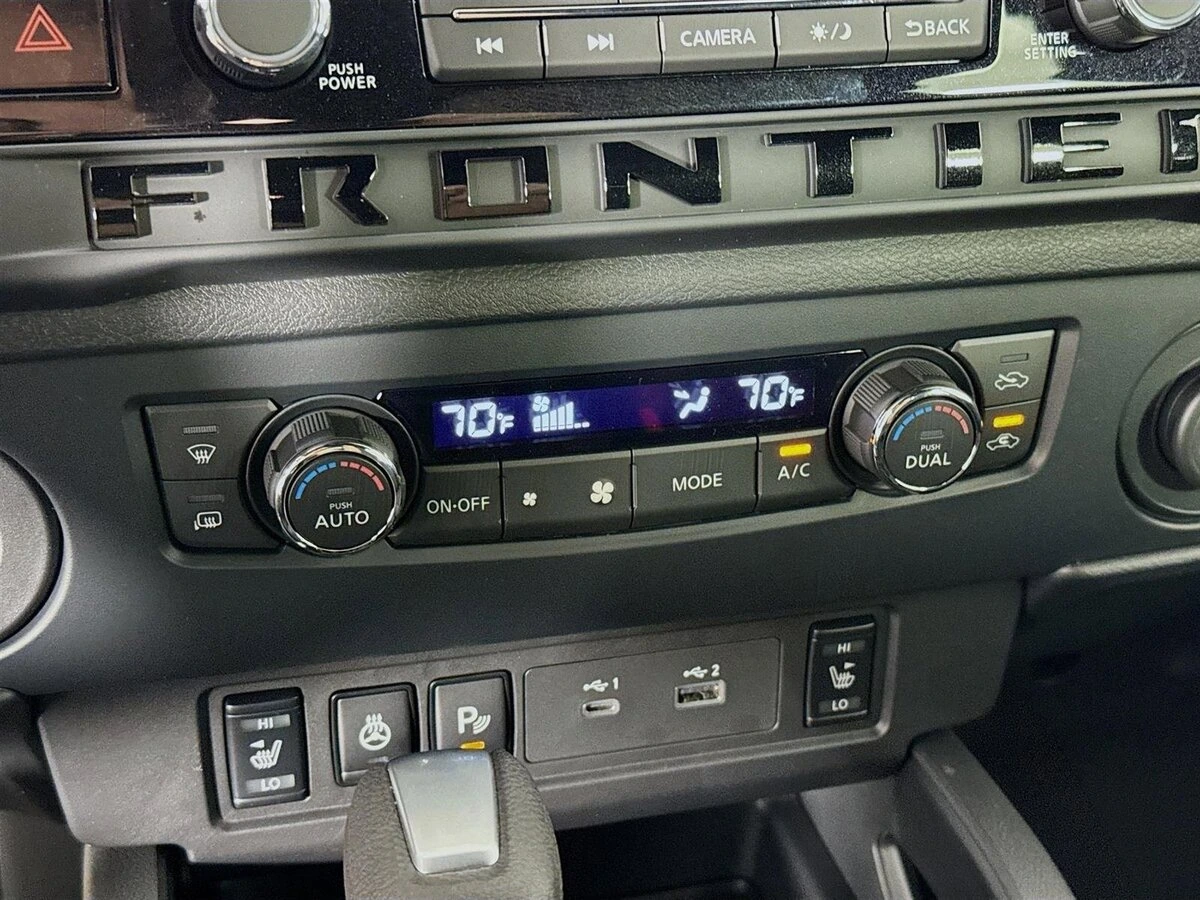 PUSH
POWER
CAMERA
BACK
ENTER
SETTING
FRONTIE
70°F
70°F
PUSH
AUTO
ON·OFF
MODE
A/C
PUSH
DUAL
HI
LO
P
1
2
HI
LO